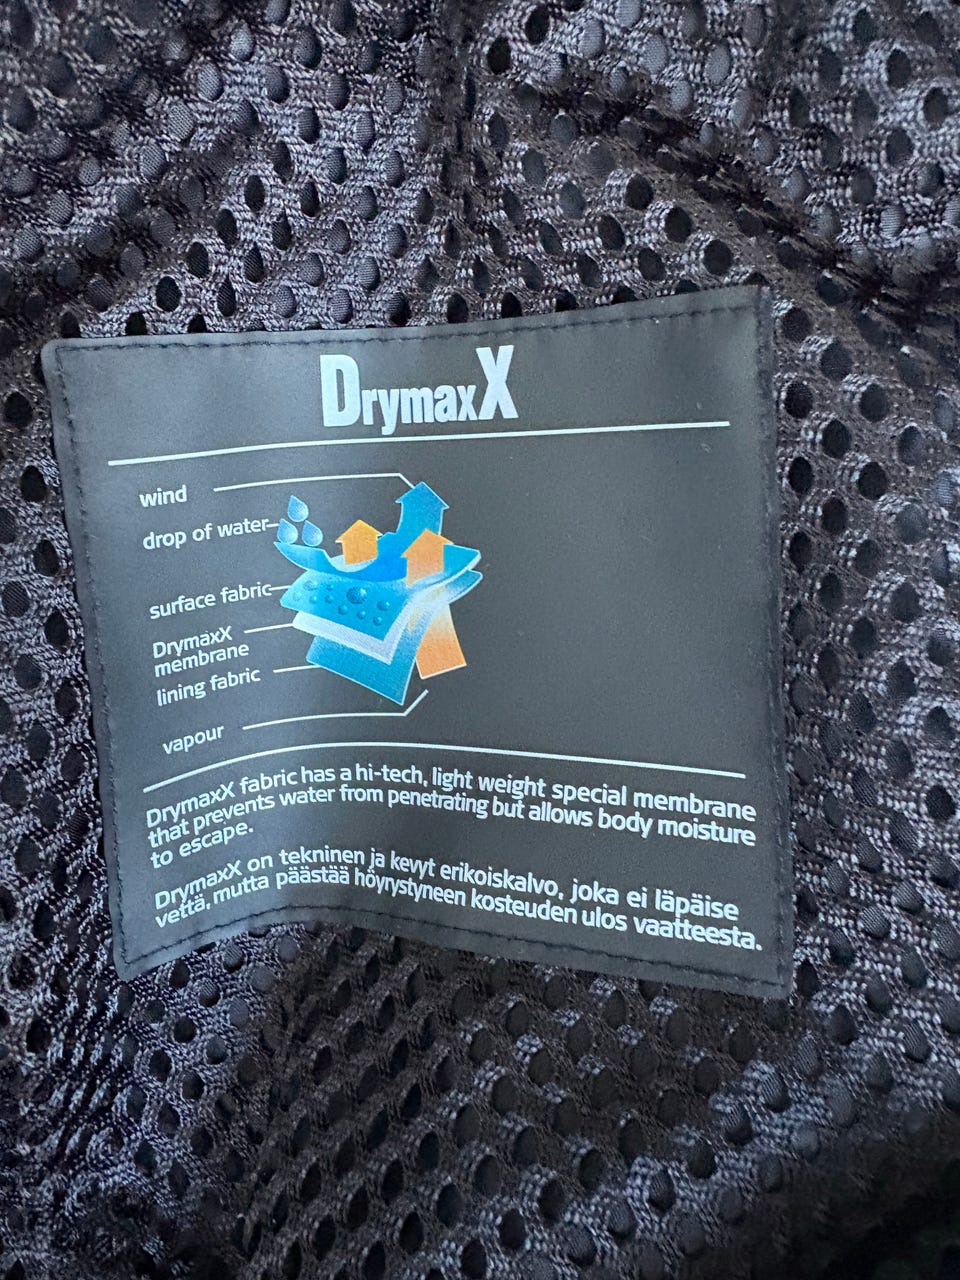 DrymaxX
wind
drop of water
surface fabric
DrymaxX
membrane
lining fabric
vapour
DrymaxX fabric has a hi-tech, light weight special membrane
that prevents water from penetrating but allows body moisture
to escape.
DrymaxX on tekninen ja kevyt erikoiskalvo, joka ei läpäise
vettä, mutta päästää höyrystyneen kosteuden ulos vaatteesta.